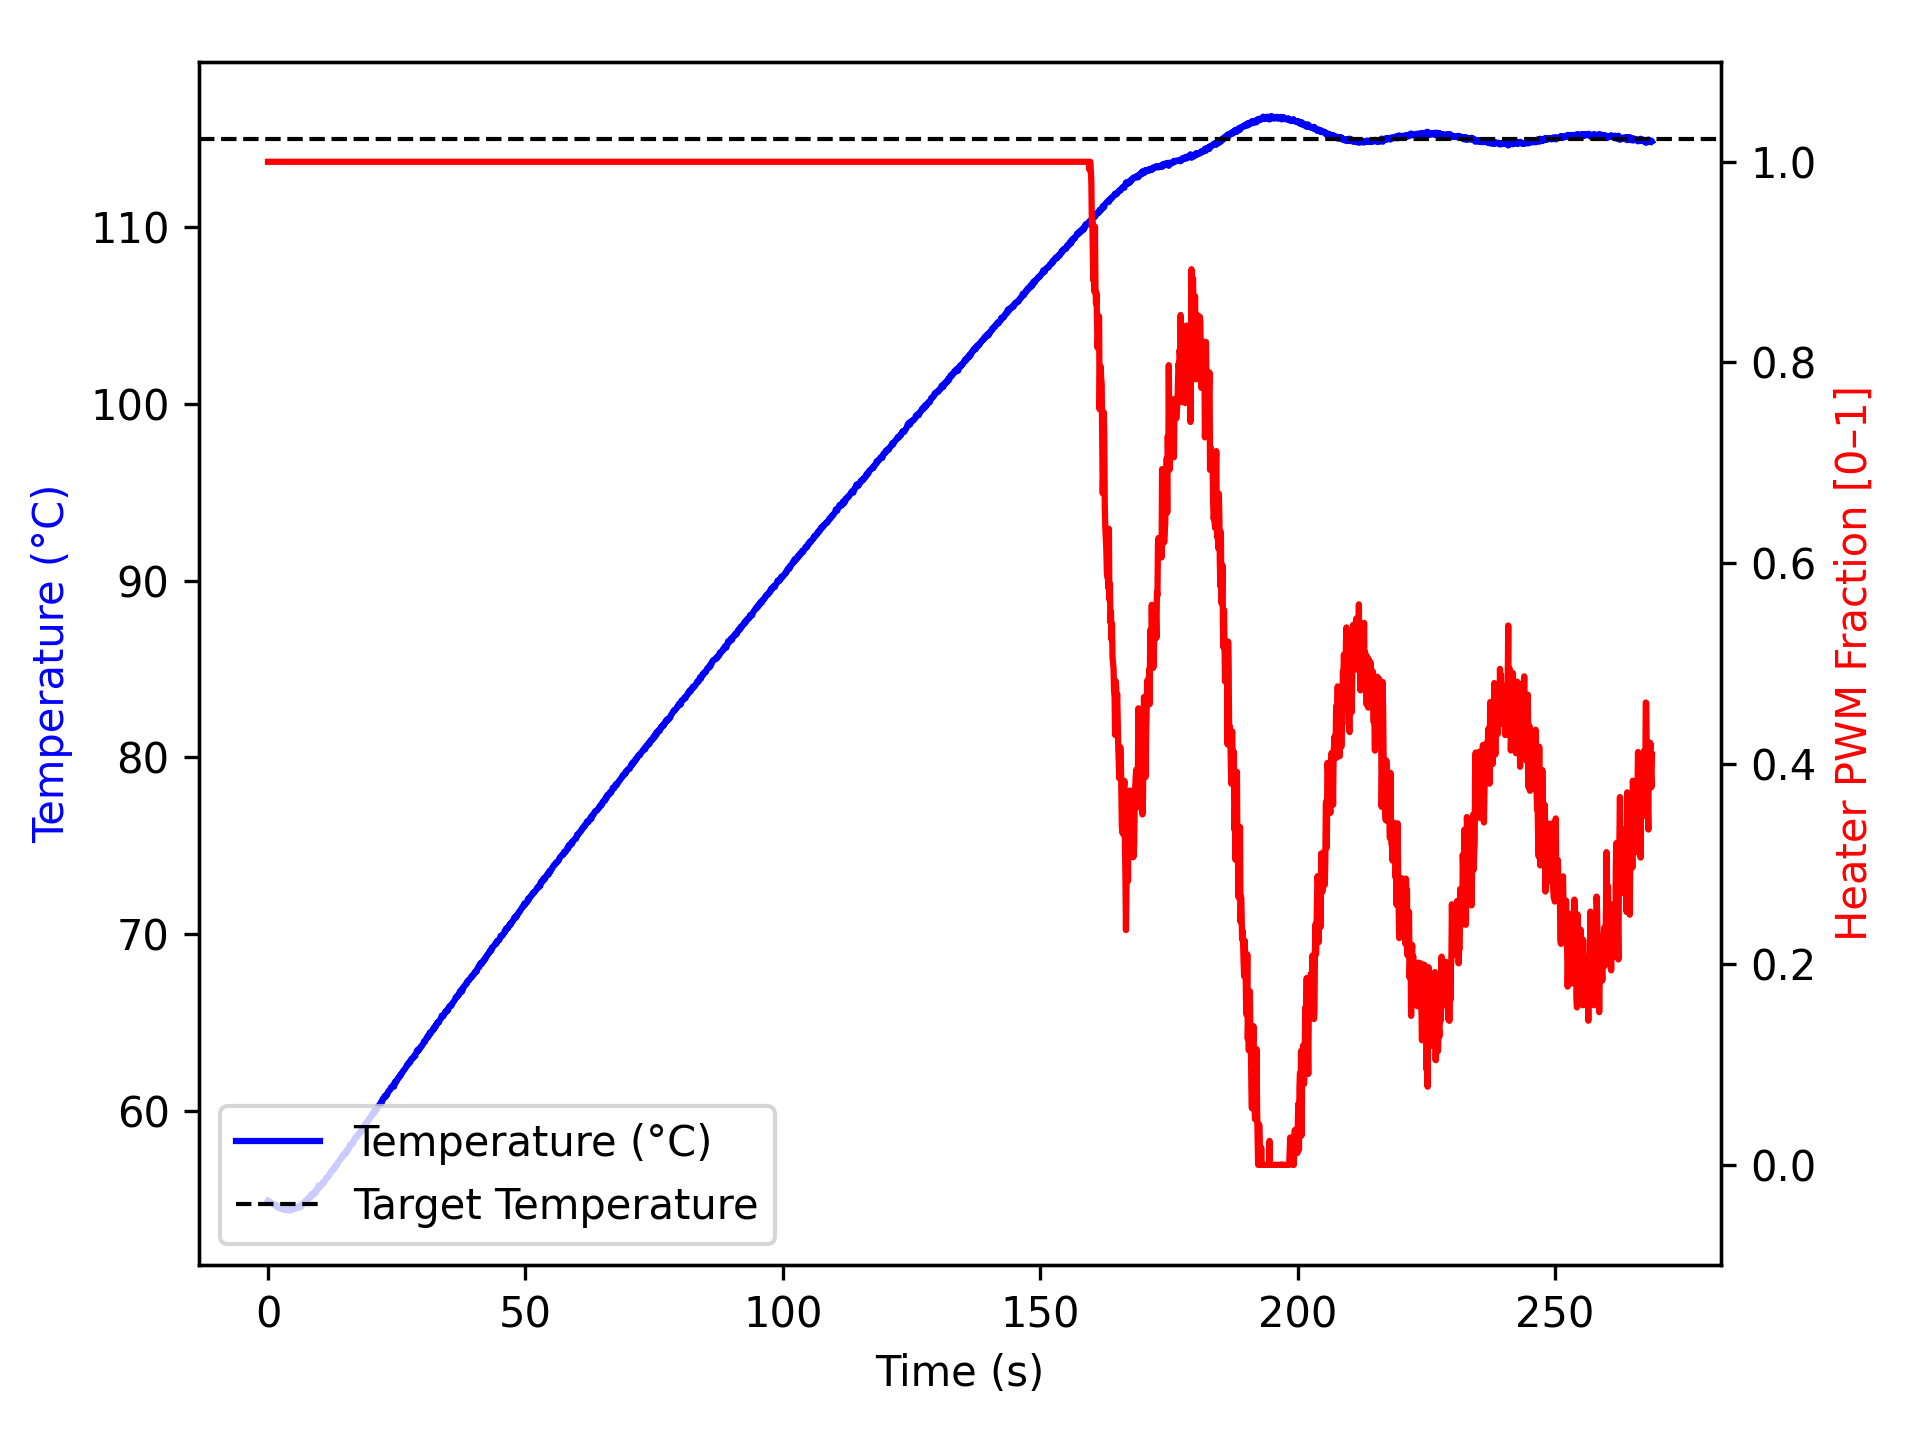 110
100
90
80
70
60
Temperature (°C)
1.0
0.8
0.6
0.4
0.2
0.0
Heater PWM Fraction [0–1]
Temperature (°C)
Target Temperature
0 50 100 150 200 250
Time (s)